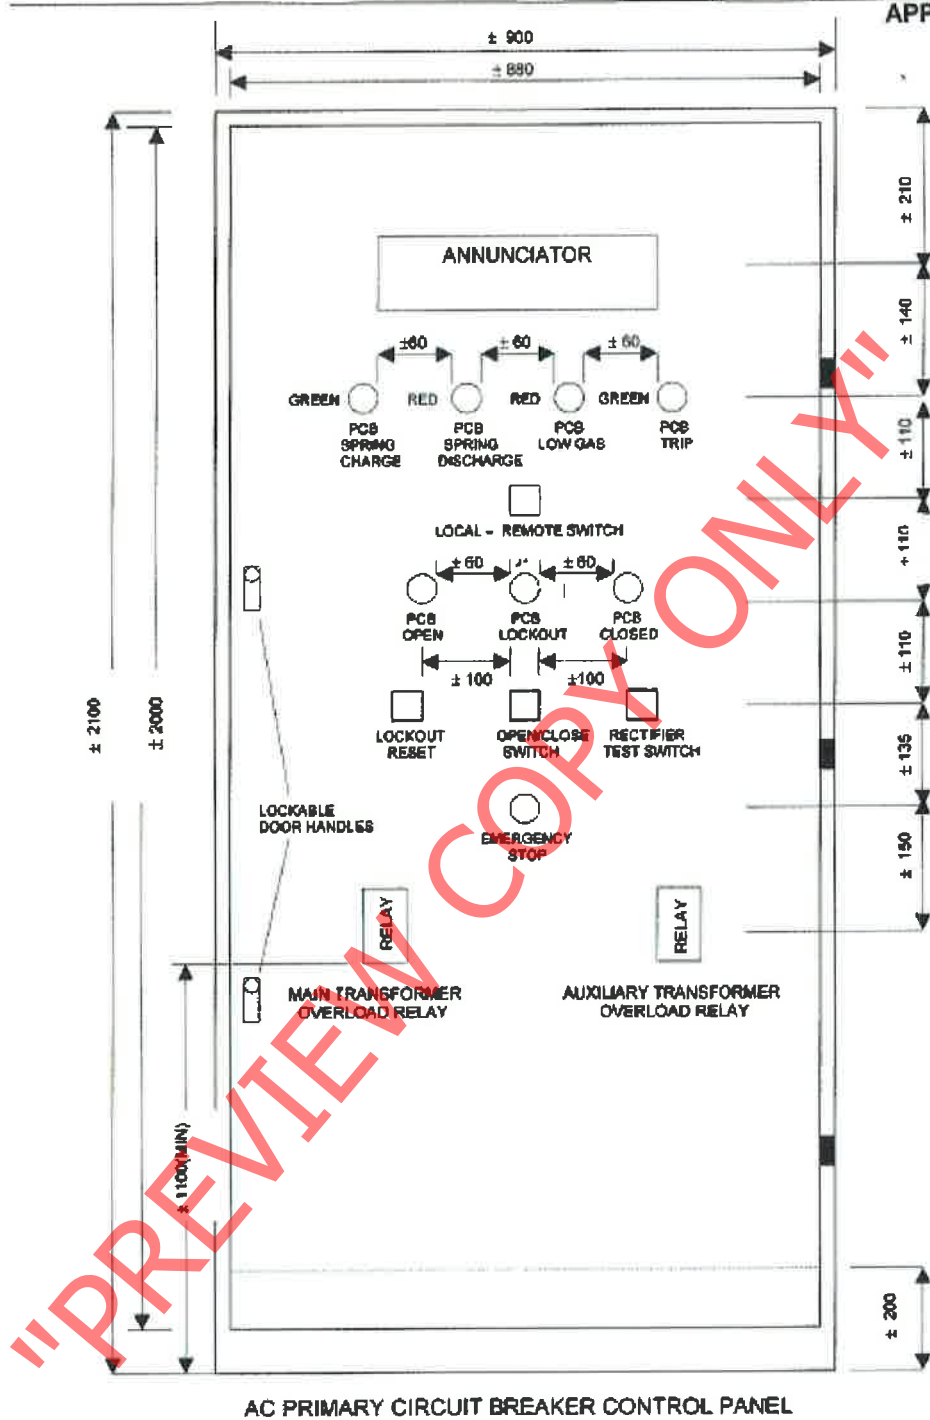 APP
± 900
± 880
± 210
ANNUNCIATOR
± 140
±60 ± 60 ± 60
GREEN RED RED GREEN
PCB
SPRING
CHARGE
PCB
SPRING
DISCHARGE
PCB
LOW GAS
PCB
TRIP
± 110
LOCAL - REMOTE SWITCH
± 110
± 60 ± 60
PCB
OPEN
PCB
LOCKOUT
PCB
CLOSED
± 110
± 100 ±100
± 2100
± 2000
LOCKOUT
RESET
OPEN/CLOSE
SWITCH
RECTIFIER
TEST SWITCH
± 135
LOCKABLE
DOOR HANDLES
EMERGENCY
STOP
± 150
RELAY
RELAY
MAIN TRANSFORMER
OVERLOAD RELAY
AUXILIARY TRANSFORMER
OVERLOAD RELAY
± 1100(MIN)
± 200
AC PRIMARY CIRCUIT BREAKER CONTROL PANEL
"PREVIEW COPY ONLY"